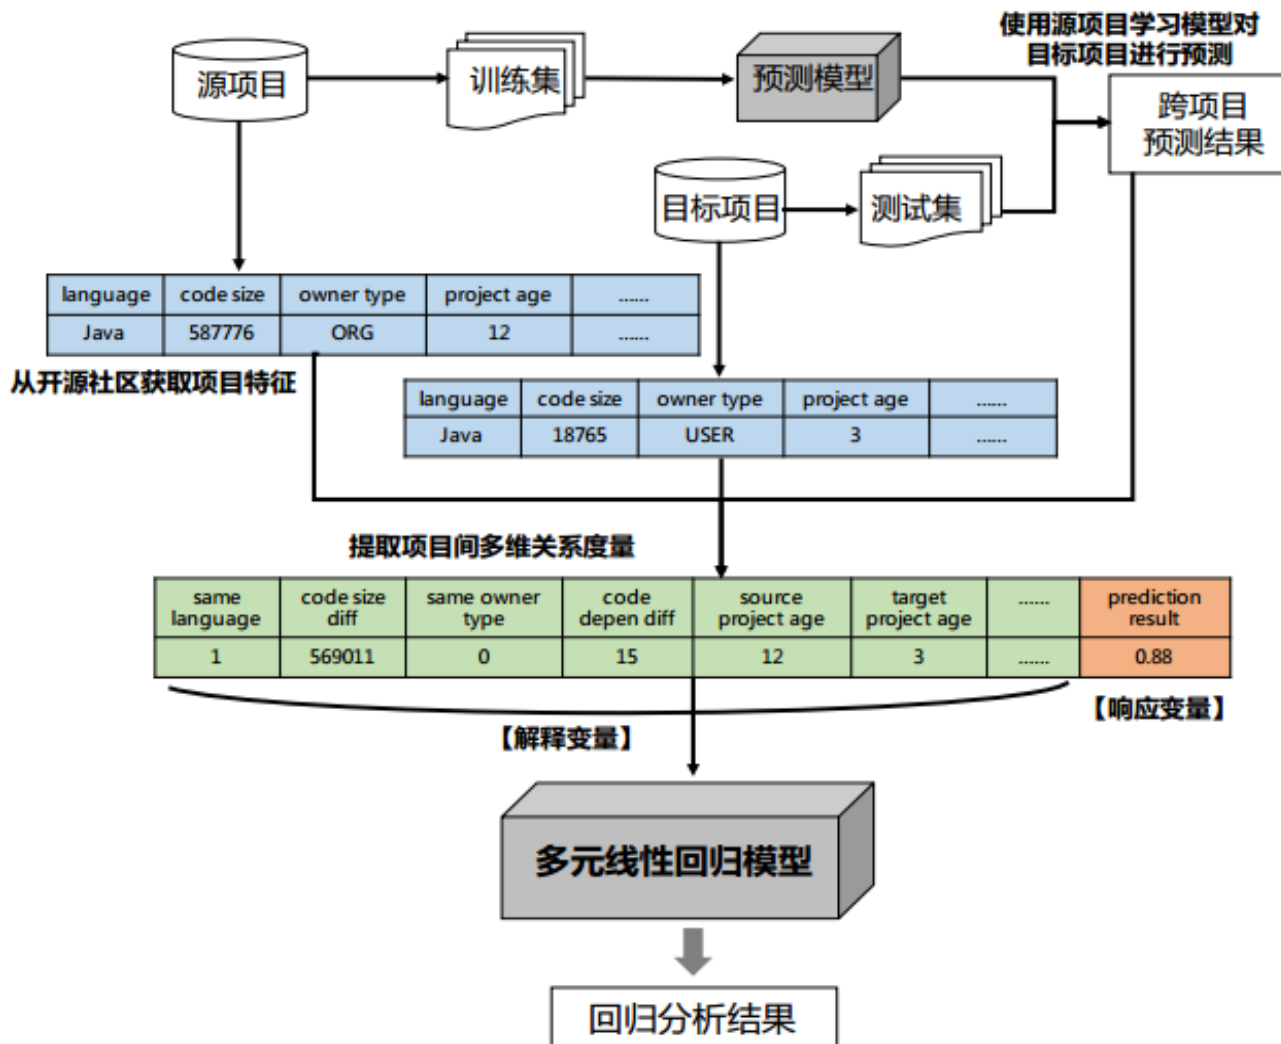 使用源项目学习模型对
目标项目进行预测
源项目
训练集
预测模型
跨项目
预测结果
目标项目
测试集
language code size owner type project age ......
Java 587776 ORG 12 ......
从开源社区获取项目特征
language code size owner type project age ......
Java 18765 USER 3 ......
提取项目间多维关系度量
same language code size diff same owner type code depen diff source project age target project age ...... prediction result
1 569011 0 15 12 3 ...... 0.88
【解释变量】
【响应变量】
多元线性回归模型
回归分析结果